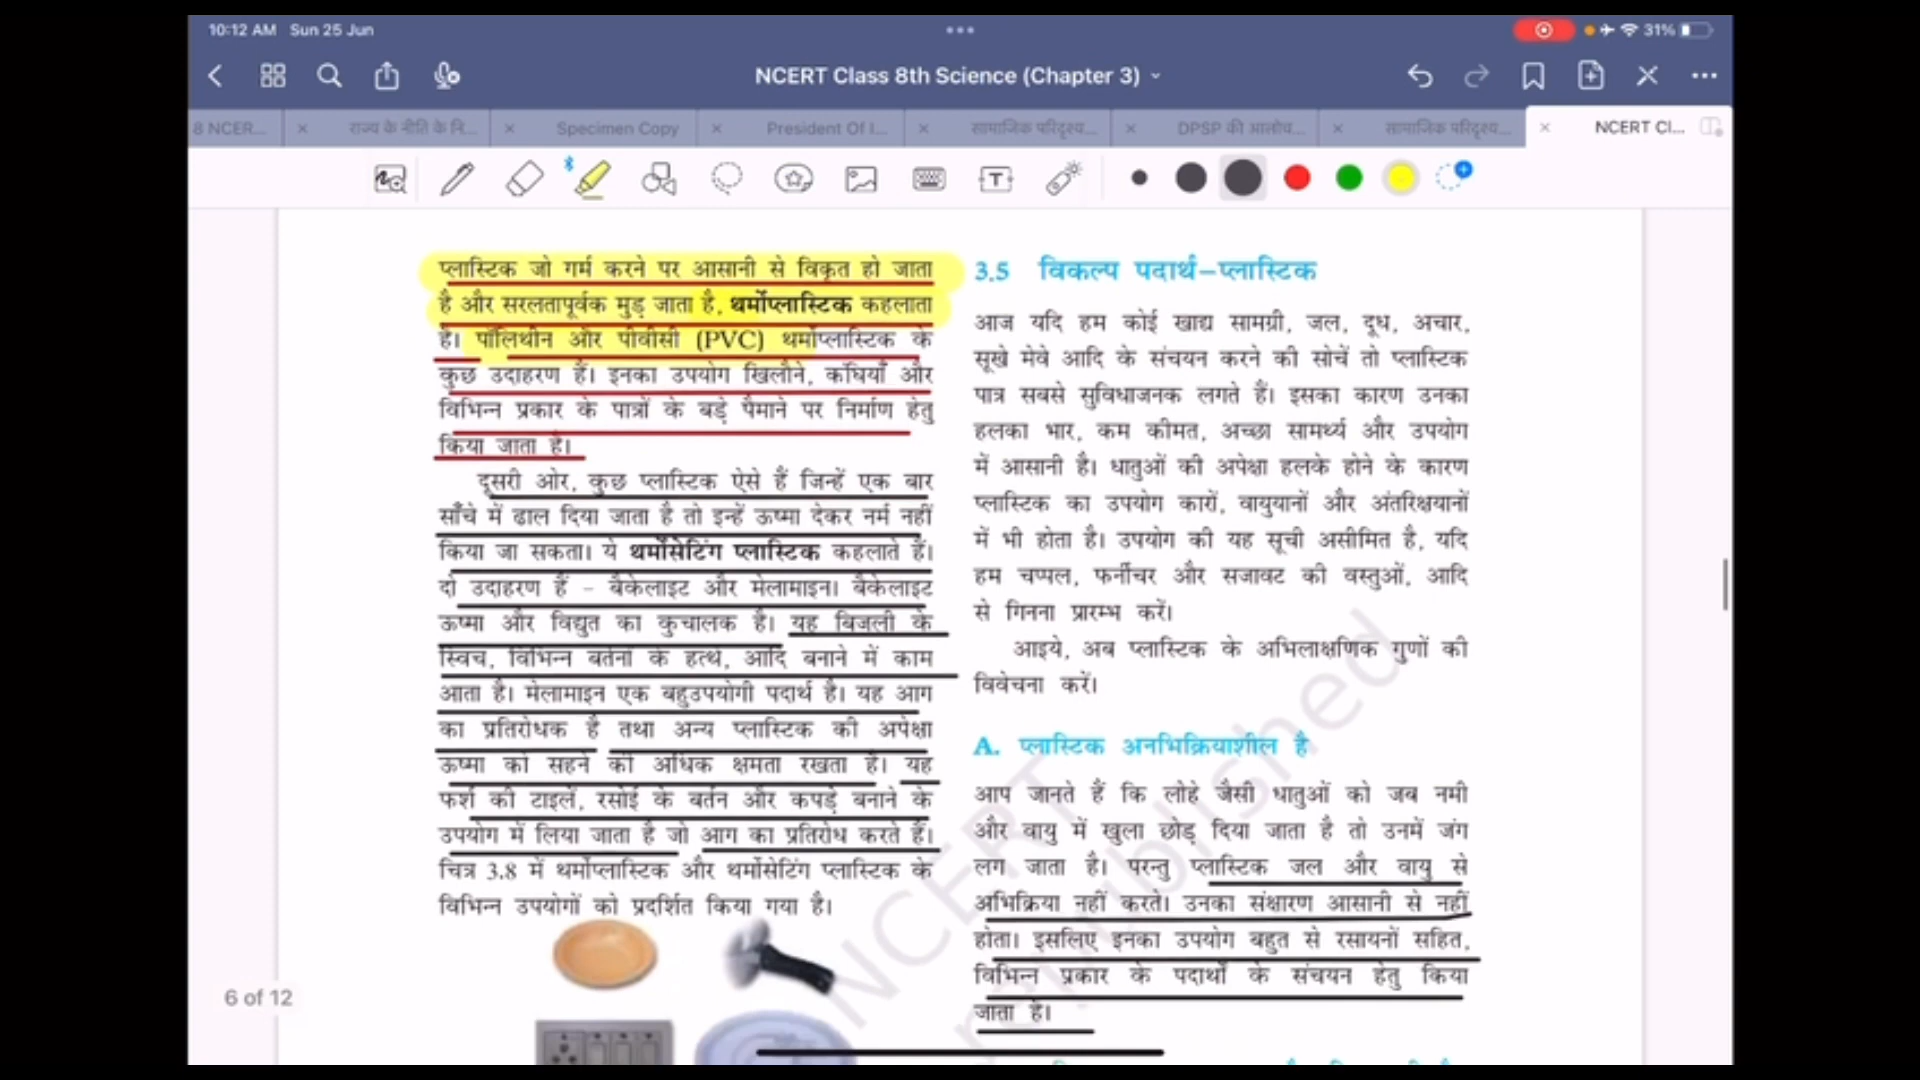 10:12 AM Sun 25 Jun
31%
NCERT Class 8th Science (Chapter 3)
8 NCER...
राज्य के नीति के नि...
Specimen Copy
President Of I...
सामाजिक परिदृश्य...
DPSP की आलोच...
सामाजिक परिदृश्य...
NCERT Cl...
प्लास्टिक जो गर्म करने पर आसानी से विकृत हो जाता
है और सरलतापूर्वक मुड़ जाता है, थर्मोप्लास्टिक कहलाता
है। पॉलिथीन और पीवीसी (PVC) थर्मोप्लास्टिक के
कुछ उदाहरण हैं। इनका उपयोग खिलौने, कंघियाँ और
विभिन्न प्रकार के पात्रों के बड़े पैमाने पर निर्माण हेतु
किया जाता है।
दूसरी ओर, कुछ प्लास्टिक ऐसे हैं जिन्हें एक बार
साँचे में ढाल दिया जाता है तो इन्हें ऊष्मा देकर नर्म नहीं
किया जा सकता। ये थर्मोसेटिंग प्लास्टिक कहलाते हैं।
दो उदाहरण हैं – बैकेलाइट और मेलामाइन। बैकेलाइट
ऊष्मा और विद्युत का कुचालक है। यह बिजली के
स्विच, विभिन्न बर्तनों के हत्थे, आदि बनाने में काम
आता है। मेलामाइन एक बहुउपयोगी पदार्थ है। यह आग
का प्रतिरोधक है तथा अन्य प्लास्टिक की अपेक्षा
ऊष्मा को सहने की अधिक क्षमता रखता है। यह
फर्श की टाइलें, रसोई के बर्तन और कपड़े बनाने के
उपयोग में लिया जाता है जो आग का प्रतिरोध करते हैं।
चित्र 3.8 में थर्मोप्लास्टिक और थर्मोसेटिंग प्लास्टिक के
विभिन्न उपयोगों को प्रदर्शित किया गया है।
6 of 12
3.5 विकल्प पदार्थ–प्लास्टिक
आज यदि हम कोई खाद्य सामग्री, जल, दूध, अचार,
सूखे मेवे आदि के संचयन करने की सोचें तो प्लास्टिक
पात्र सबसे सुविधाजनक लगते हैं। इसका कारण उनका
हलका भार, कम कीमत, अच्छा सामर्थ्य और उपयोग
में आसानी है। धातुओं की अपेक्षा हलके होने के कारण
प्लास्टिक का उपयोग कारों, वायुयानों और अंतरिक्षयानों
में भी होता है। उपयोग की यह सूची असीमित है, यदि
हम चप्पल, फर्नीचर और सजावट की वस्तुओं, आदि
से गिनना प्रारम्भ करें।
आइये, अब प्लास्टिक के अभिलाक्षणिक गुणों की
विवेचना करें।
A. प्लास्टिक अनभिक्रियाशील है
आप जानते हैं कि लोहे जैसी धातुओं को जब नमी
और वायु में खुला छोड़ दिया जाता है तो उनमें जंग
लग जाता है। परन्तु प्लास्टिक जल और वायु से
अभिक्रिया नहीं करते। उनका संक्षारण आसानी से नहीं
होता। इसलिए इनका उपयोग बहुत से रसायनों सहित,
विभिन्न प्रकार के पदार्थों के संचयन हेतु किया
जाता है।
NCERT
republished